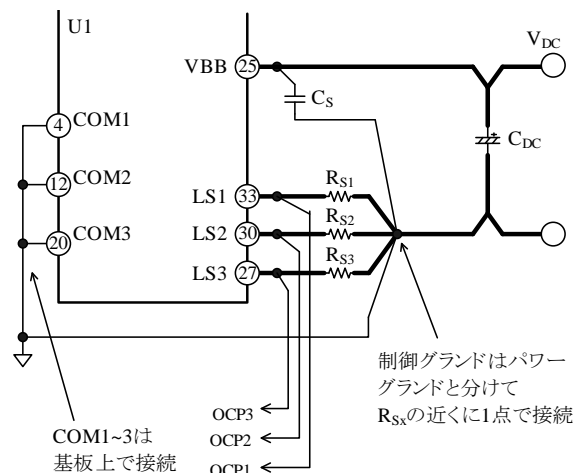 U1
V_DC
VBB
25
C_S
4
COM1
C_DC
12
COM2
R_S1
LS1
33
R_S2
20
COM3
LS2
30
R_S3
LS3
27
制御グランドはパワー
グランドと分けて
R_Sxの近くに1点で接続
COM1~3は
基板上で接続
OCP3
OCP2
OCP1